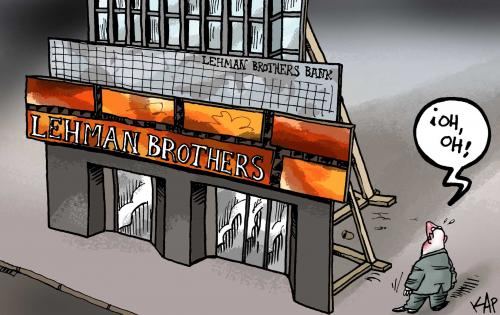 LEHMAN BROTHERS BANK
LEHMAN BROTHERS
¡OH,
OH!
KAP